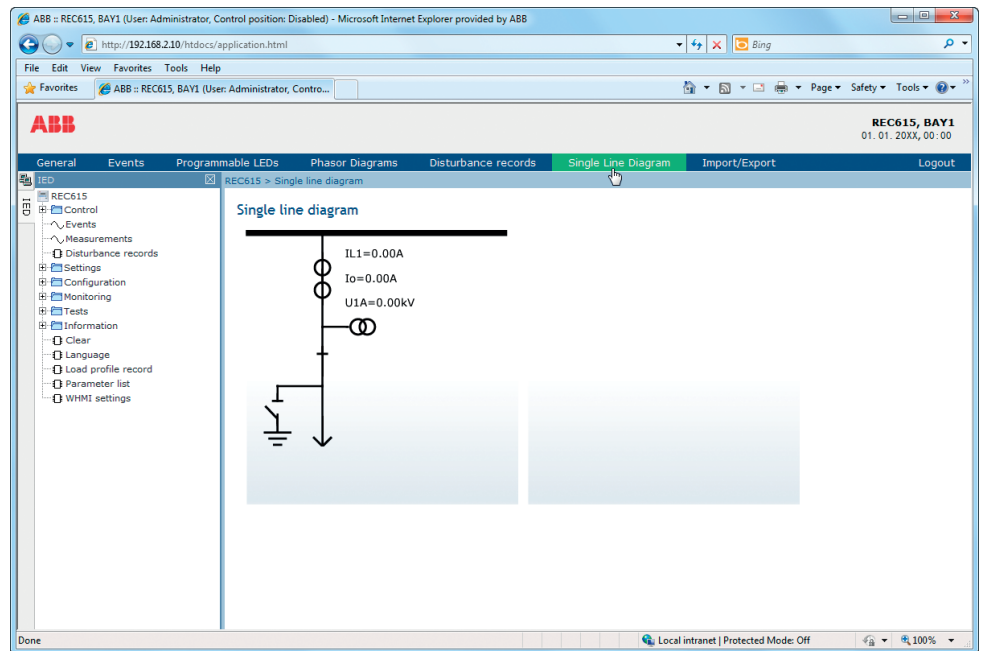 ABB :: REC615, BAY1 (User: Administrator, Control position: Disabled) - Microsoft Internet Explorer provided by ABB
http://192.168.2.10/htdocs/application.html
Bing
File Edit View Favorites Tools Help
Favorites
ABB :: REC615, BAY1 (User: Administrator, Contro...
Page Safety Tools
ABB
REC615, BAY1
01. 01. 20XX, 00:00
General Events Programmable LEDs Phasor Diagrams Disturbance records Single Line Diagram Import/Export Logout
IED
IED
REC615 > Single line diagram
REC615
Control
Events
Measurements
Disturbance records
Settings
Configuration
Monitoring
Tests
Information
Clear
Language
Load profile record
Parameter list
WHMI settings
Single line diagram
IL1=0.00A
Io=0.00A
U1A=0.00kV
Done
Local intranet | Protected Mode: Off
100%